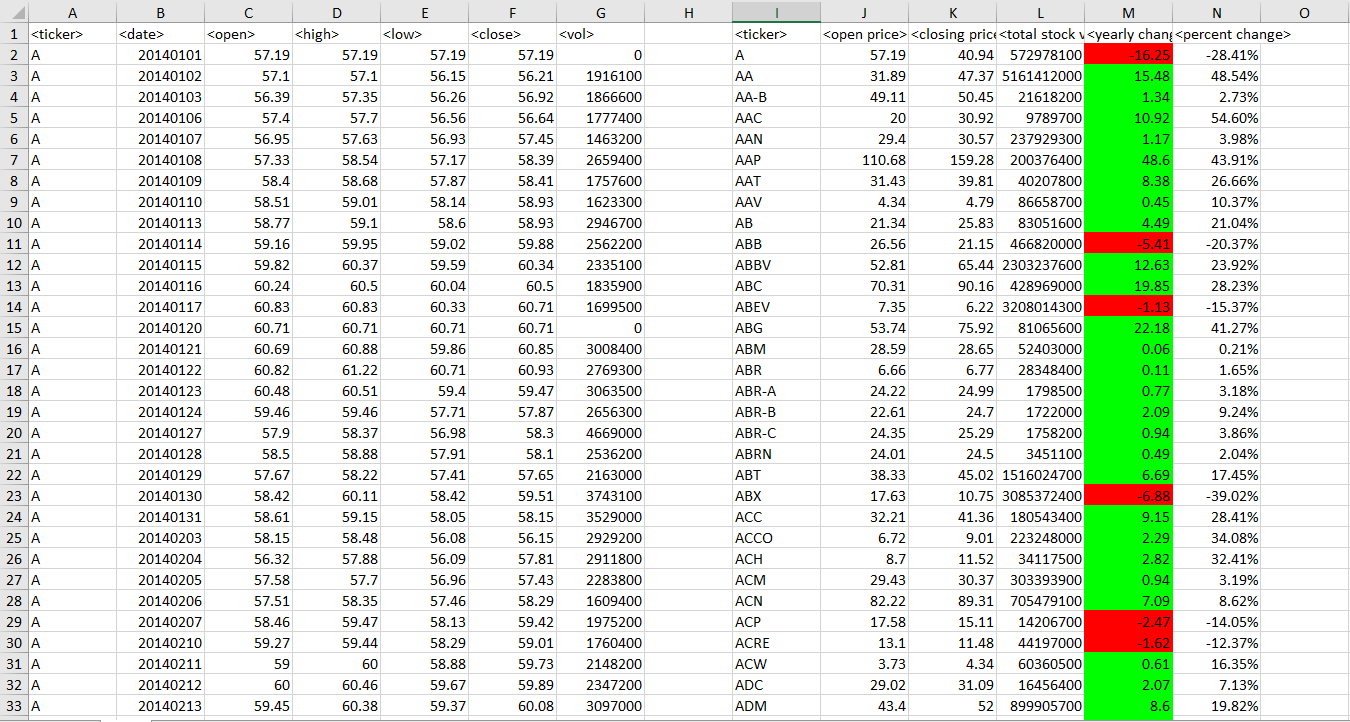 A B C D E F G H I J K L M N O
1 <ticker> <date> <open> <high> <low> <close> <vol> <ticker> <open price> <closing pric <total stock v <yearly chang <percent change>
2 A 20140101 57.19 57.19 57.19 57.19 0 A 57.19 40.94 572978100 -16.25 -28.41%
3 A 20140102 57.1 57.1 56.15 56.21 1916100 AA 31.89 47.37 5161412000 15.48 48.54%
4 A 20140103 56.39 57.35 56.26 56.92 1866600 AA-B 49.11 50.45 21618200 1.34 2.73%
5 A 20140106 57.4 57.7 56.56 56.64 1777400 AAC 20 30.92 9789700 10.92 54.60%
6 A 20140107 56.95 57.63 56.93 57.45 1463200 AAN 29.4 30.57 237929300 1.17 3.98%
7 A 20140108 57.33 58.54 57.17 58.39 2659400 AAP 110.68 159.28 200376400 48.6 43.91%
8 A 20140109 58.4 58.68 57.87 58.41 1757600 AAT 31.43 39.81 40207800 8.38 26.66%
9 A 20140110 58.51 59.01 58.14 58.93 1623300 AAV 4.34 4.79 86658700 0.45 10.37%
10 A 20140113 58.77 59.1 58.6 58.93 2946700 AB 21.34 25.83 83051600 4.49 21.04%
11 A 20140114 59.16 59.95 59.02 59.88 2562200 ABB 26.56 21.15 466820000 -5.41 -20.37%
12 A 20140115 59.82 60.37 59.59 60.34 2335100 ABBV 52.81 65.44 2303237600 12.63 23.92%
13 A 20140116 60.24 60.5 60.04 60.5 1835900 ABC 70.31 90.16 428969000 19.85 28.23%
14 A 20140117 60.83 60.83 60.33 60.71 1699500 ABEV 7.35 6.22 3208014300 -1.13 -15.37%
15 A 20140120 60.71 60.71 60.71 60.71 0 ABG 53.74 75.92 81065600 22.18 41.27%
16 A 20140121 60.69 60.88 59.86 60.85 3008400 ABM 28.59 28.65 52403000 0.06 0.21%
17 A 20140122 60.82 61.22 60.71 60.93 2769300 ABR 6.66 6.77 28348400 0.11 1.65%
18 A 20140123 60.48 60.51 59.4 59.47 3063500 ABR-A 24.22 24.99 1798500 0.77 3.18%
19 A 20140124 59.46 59.46 57.71 57.87 2656300 ABR-B 22.61 24.7 1722000 2.09 9.24%
20 A 20140127 57.9 58.37 56.98 58.3 4669000 ABR-C 24.35 25.29 1758200 0.94 3.86%
21 A 20140128 58.5 58.88 57.91 58.1 2536200 ABRN 24.01 24.5 3451100 0.49 2.04%
22 A 20140129 57.67 58.22 57.41 57.65 2163000 ABT 38.33 45.02 1516024700 6.69 17.45%
23 A 20140130 58.42 60.11 58.42 59.51 3743100 ABX 17.63 10.75 3085372400 -6.88 -39.02%
24 A 20140131 58.61 59.15 58.05 58.15 3529000 ACC 32.21 41.36 180543400 9.15 28.41%
25 A 20140203 58.15 58.48 56.08 56.15 2929200 ACCO 6.72 9.01 223248000 2.29 34.08%
26 A 20140204 56.32 57.88 56.09 57.81 2911800 ACH 8.7 11.52 34117500 2.82 32.41%
27 A 20140205 57.58 57.7 56.96 57.43 2283800 ACM 29.43 30.37 303393900 0.94 3.19%
28 A 20140206 57.51 58.35 57.46 58.29 1609400 ACN 82.22 89.31 705479100 7.09 8.62%
29 A 20140207 58.46 59.47 58.13 59.42 1975200 ACP 17.58 15.11 14206700 -2.47 -14.05%
30 A 20140210 59.27 59.44 58.29 59.01 1760400 ACRE 13.1 11.48 44197000 -1.62 -12.37%
31 A 20140211 59 60 58.88 59.73 2148200 ACW 3.73 4.34 60360500 0.61 16.35%
32 A 20140212 60 60.46 59.67 59.89 2347200 ADC 29.02 31.09 16456400 2.07 7.13%
33 A 20140213 59.45 60.38 59.37 60.08 3097000 ADM 43.4 52 899905700 8.6 19.82%